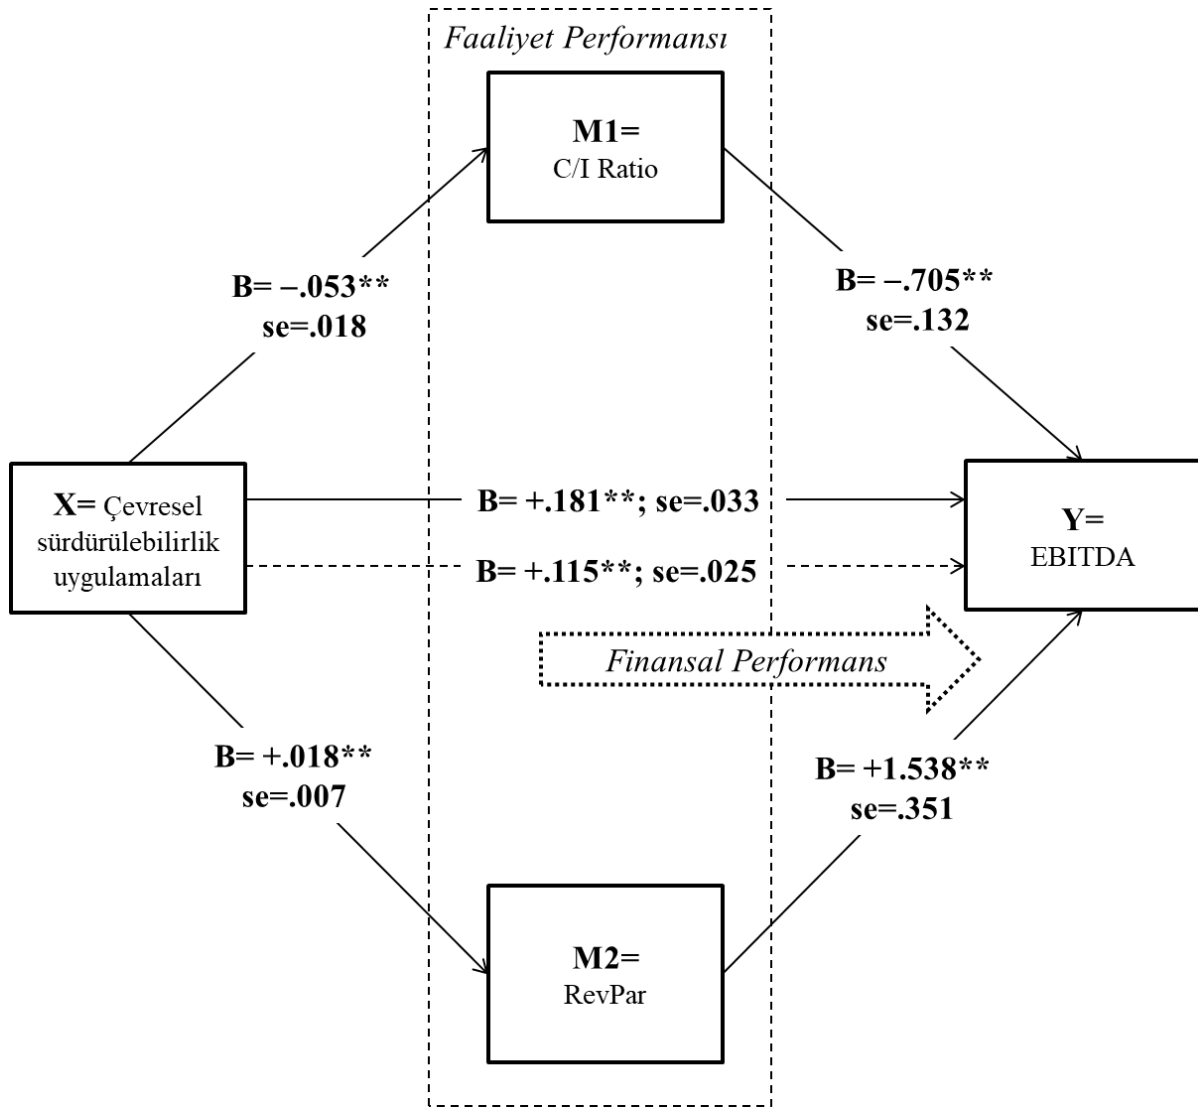 Faaliyet Performansı
M1=
C/I Ratio
B= –.053**
se=.018
B= –.705**
se=.132
X= Çevresel
sürdürülebilirlik
uygulamaları
B= +.181**; se=.033
B= +.115**; se=.025
Y=
EBITDA
Finansal Performans
B= +.018**
se=.007
B= +1.538**
se=.351
M2=
RevPar